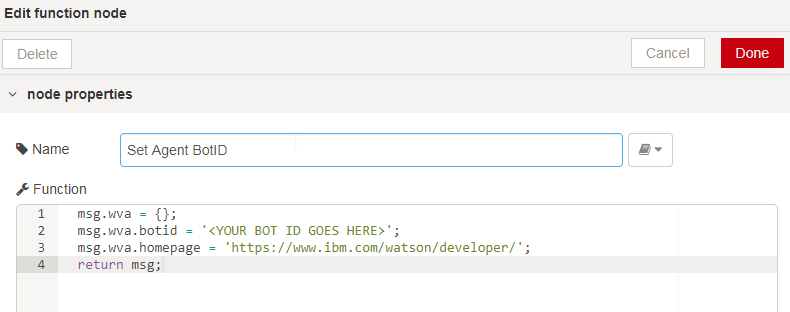 Edit function node
Delete
Cancel
Done
node properties
Name
Set Agent BotID
Function
1 msg.wva = {};
2 msg.wva.botid = '<YOUR BOT ID GOES HERE>';
3 msg.wva.homepage = 'https://www.ibm.com/watson/developer/';
4 return msg;